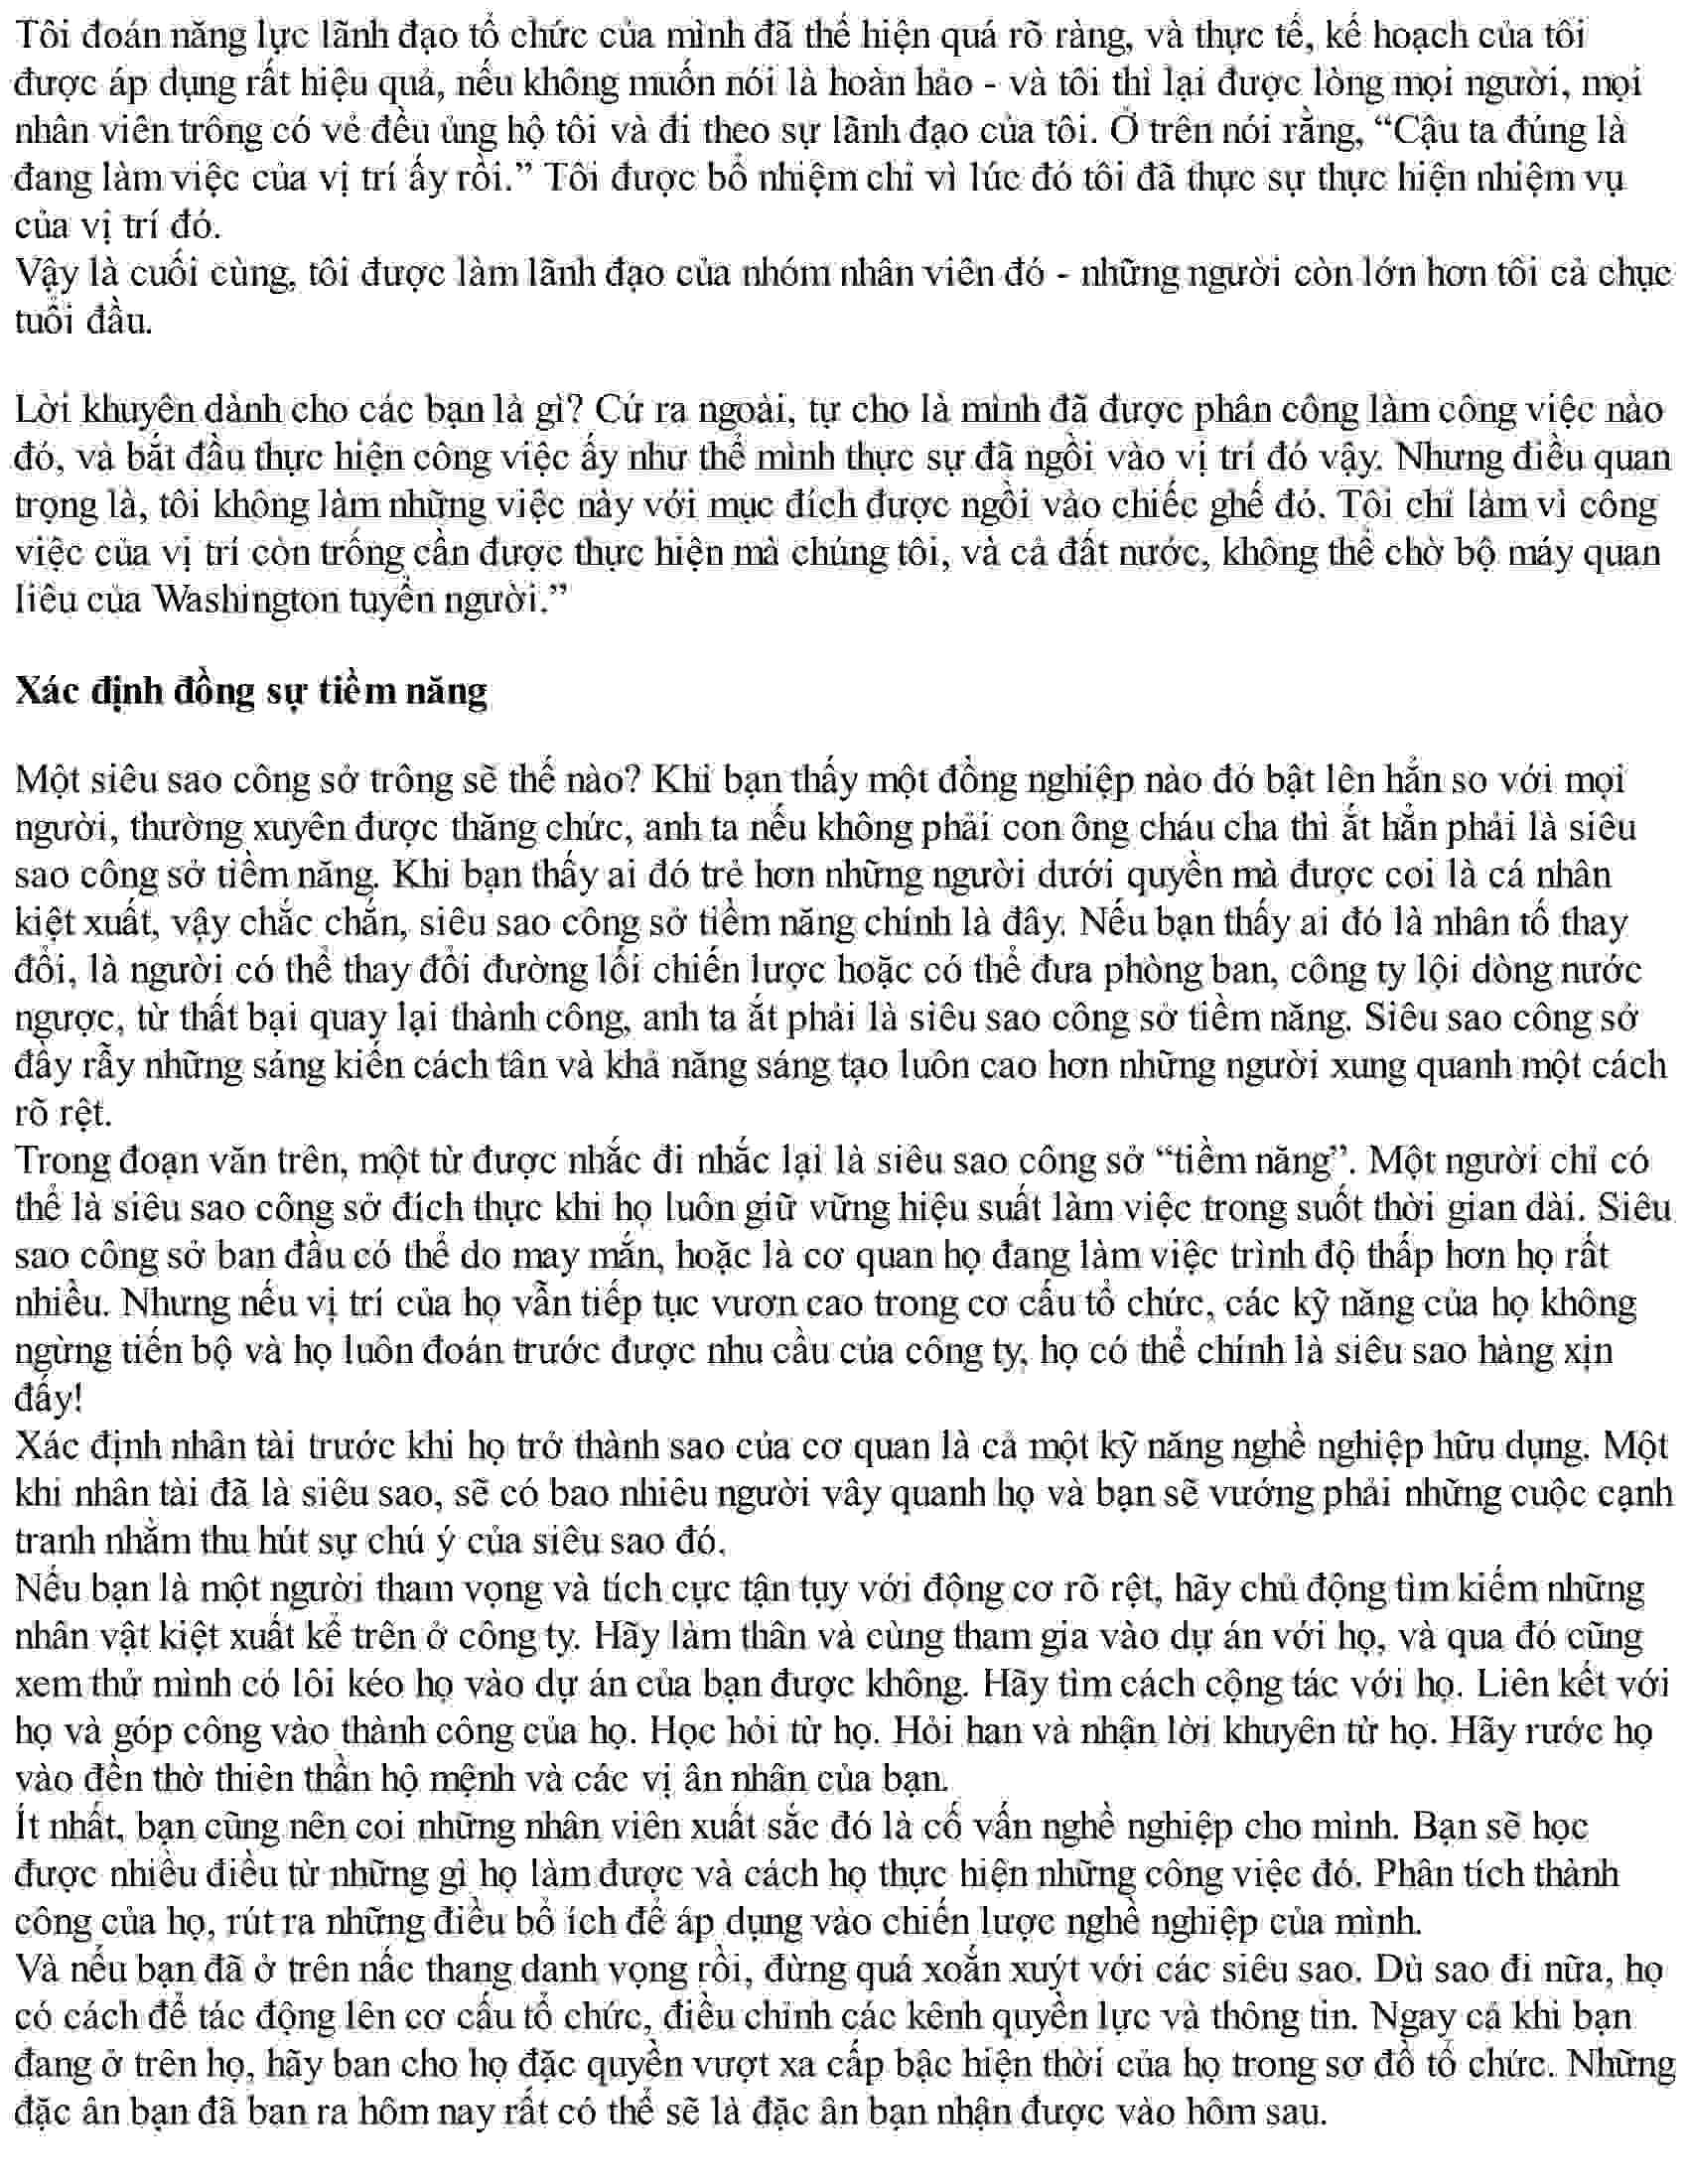 Tôi đoán năng lực lãnh đạo tổ chức của mình đã thể hiện quá rõ ràng, và thực tế, kế hoạch của tôi
được áp dụng rất hiệu quả, nếu không muốn nói là hoàn hảo - và tôi thì lại được lòng mọi người, mọi
nhân viên trông có vẻ đều ủng hộ tôi và đi theo sự lãnh đạo của tôi. Ở trên nói rằng, “Cậu ta đúng là
đang làm việc của vị trí ấy rồi.” Tôi được bổ nhiệm chỉ vì lúc đó tôi đã thực sự thực hiện nhiệm vụ
của vị trí đó.
Vậy là cuối cùng, tôi được làm lãnh đạo của nhóm nhân viên đó - những người còn lớn hơn tôi cả chục
tuổi đầu.
Lời khuyên dành cho các bạn là gì? Cứ ra ngoài, tự cho là mình đã được phân công làm công việc nào
đó, và bắt đầu thực hiện công việc ấy như thể mình thực sự đã ngồi vào vị trí đó vậy. Nhưng điều quan
trọng là, tôi không làm những việc này với mục đích được ngồi vào chiếc ghế đó. Tôi chỉ làm vì công
việc của vị trí còn trống cần được thực hiện mà chúng tôi, và cả đất nước, không thể chờ bộ máy quan
liêu của Washington tuyển người.”
Xác định đồng sự tiềm năng
Một siêu sao công sở trông sẽ thế nào? Khi bạn thấy một đồng nghiệp nào đó bật lên hẳn so với mọi
người, thường xuyên được thăng chức, anh ta nếu không phải con ông cháu cha thì ắt hẳn phải là siêu
sao công sở tiềm năng. Khi bạn thấy ai đó trẻ hơn những người dưới quyền mà được coi là cá nhân
kiệt xuất, vậy chắc chắn, siêu sao công sở tiềm năng chính là đây. Nếu bạn thấy ai đó là nhân tố thay
đổi, là người có thể thay đổi đường lối chiến lược hoặc có thể đưa phòng ban, công ty lội dòng nước
ngược, từ thất bại quay lại thành công, anh ta ắt phải là siêu sao công sở tiềm năng. Siêu sao công sở
đầy rẫy những sáng kiến cách tân và khả năng sáng tạo luôn cao hơn những người xung quanh một cách
rõ rệt.
Trong đoạn văn trên, một từ được nhắc đi nhắc lại là siêu sao công sở “tiềm năng”. Một người chỉ có
thể là siêu sao công sở đích thực khi họ luôn giữ vững hiệu suất làm việc trong suốt thời gian dài. Siêu
sao công sở ban đầu có thể do may mắn, hoặc là cơ quan họ đang làm việc trình độ thấp hơn họ rất
nhiều. Nhưng nếu vị trí của họ vẫn tiếp tục vươn cao trong cơ cấu tổ chức, các kỹ năng của họ không
ngừng tiến bộ và họ luôn đoán trước được nhu cầu của công ty, họ có thể chính là siêu sao hàng xịn
đấy!
Xác định nhân tài trước khi họ trở thành sao của cơ quan là cả một kỹ năng nghề nghiệp hữu dụng. Một
khi nhân tài đã là siêu sao, sẽ có bao nhiêu người vây quanh họ và bạn sẽ vướng phải những cuộc cạnh
tranh nhằm thu hút sự chú ý của siêu sao đó.
Nếu bạn là một người tham vọng và tích cực tận tụy với động cơ rõ rệt, hãy chủ động tìm kiếm những
nhân vật kiệt xuất kể trên ở công ty. Hãy làm thân và cùng tham gia vào dự án với họ, và qua đó cũng
xem thử mình có lôi kéo họ vào dự án của bạn được không. Hãy tìm cách cộng tác với họ. Liên kết với
họ và góp công vào thành công của họ. Học hỏi từ họ. Hỏi han và nhận lời khuyên từ họ. Hãy rước họ
vào đền thờ thiên thần hộ mệnh và các vị ân nhân của bạn.
Ít nhất, bạn cũng nên coi những nhân viên xuất sắc đó là cố vấn nghề nghiệp cho mình. Bạn sẽ học
được nhiều điều từ những gì họ làm được và cách họ thực hiện những công việc đó. Phân tích thành
công của họ, rút ra những điều bổ ích để áp dụng vào chiến lược nghề nghiệp của mình.
Và nếu bạn đã ở trên nấc thang danh vọng rồi, đừng quá xoắn xuýt với các siêu sao. Dù sao đi nữa, họ
có cách để tác động lên cơ cấu tổ chức, điều chỉnh các kênh quyền lực và thông tin. Ngay cả khi bạn
đang ở trên họ, hãy ban cho họ đặc quyền vượt xa cấp bậc hiện thời của họ trong sơ đồ tổ chức. Những
đặc ân bạn đã ban ra hôm nay rất có thể sẽ là đặc ân bạn nhận được vào hôm sau.